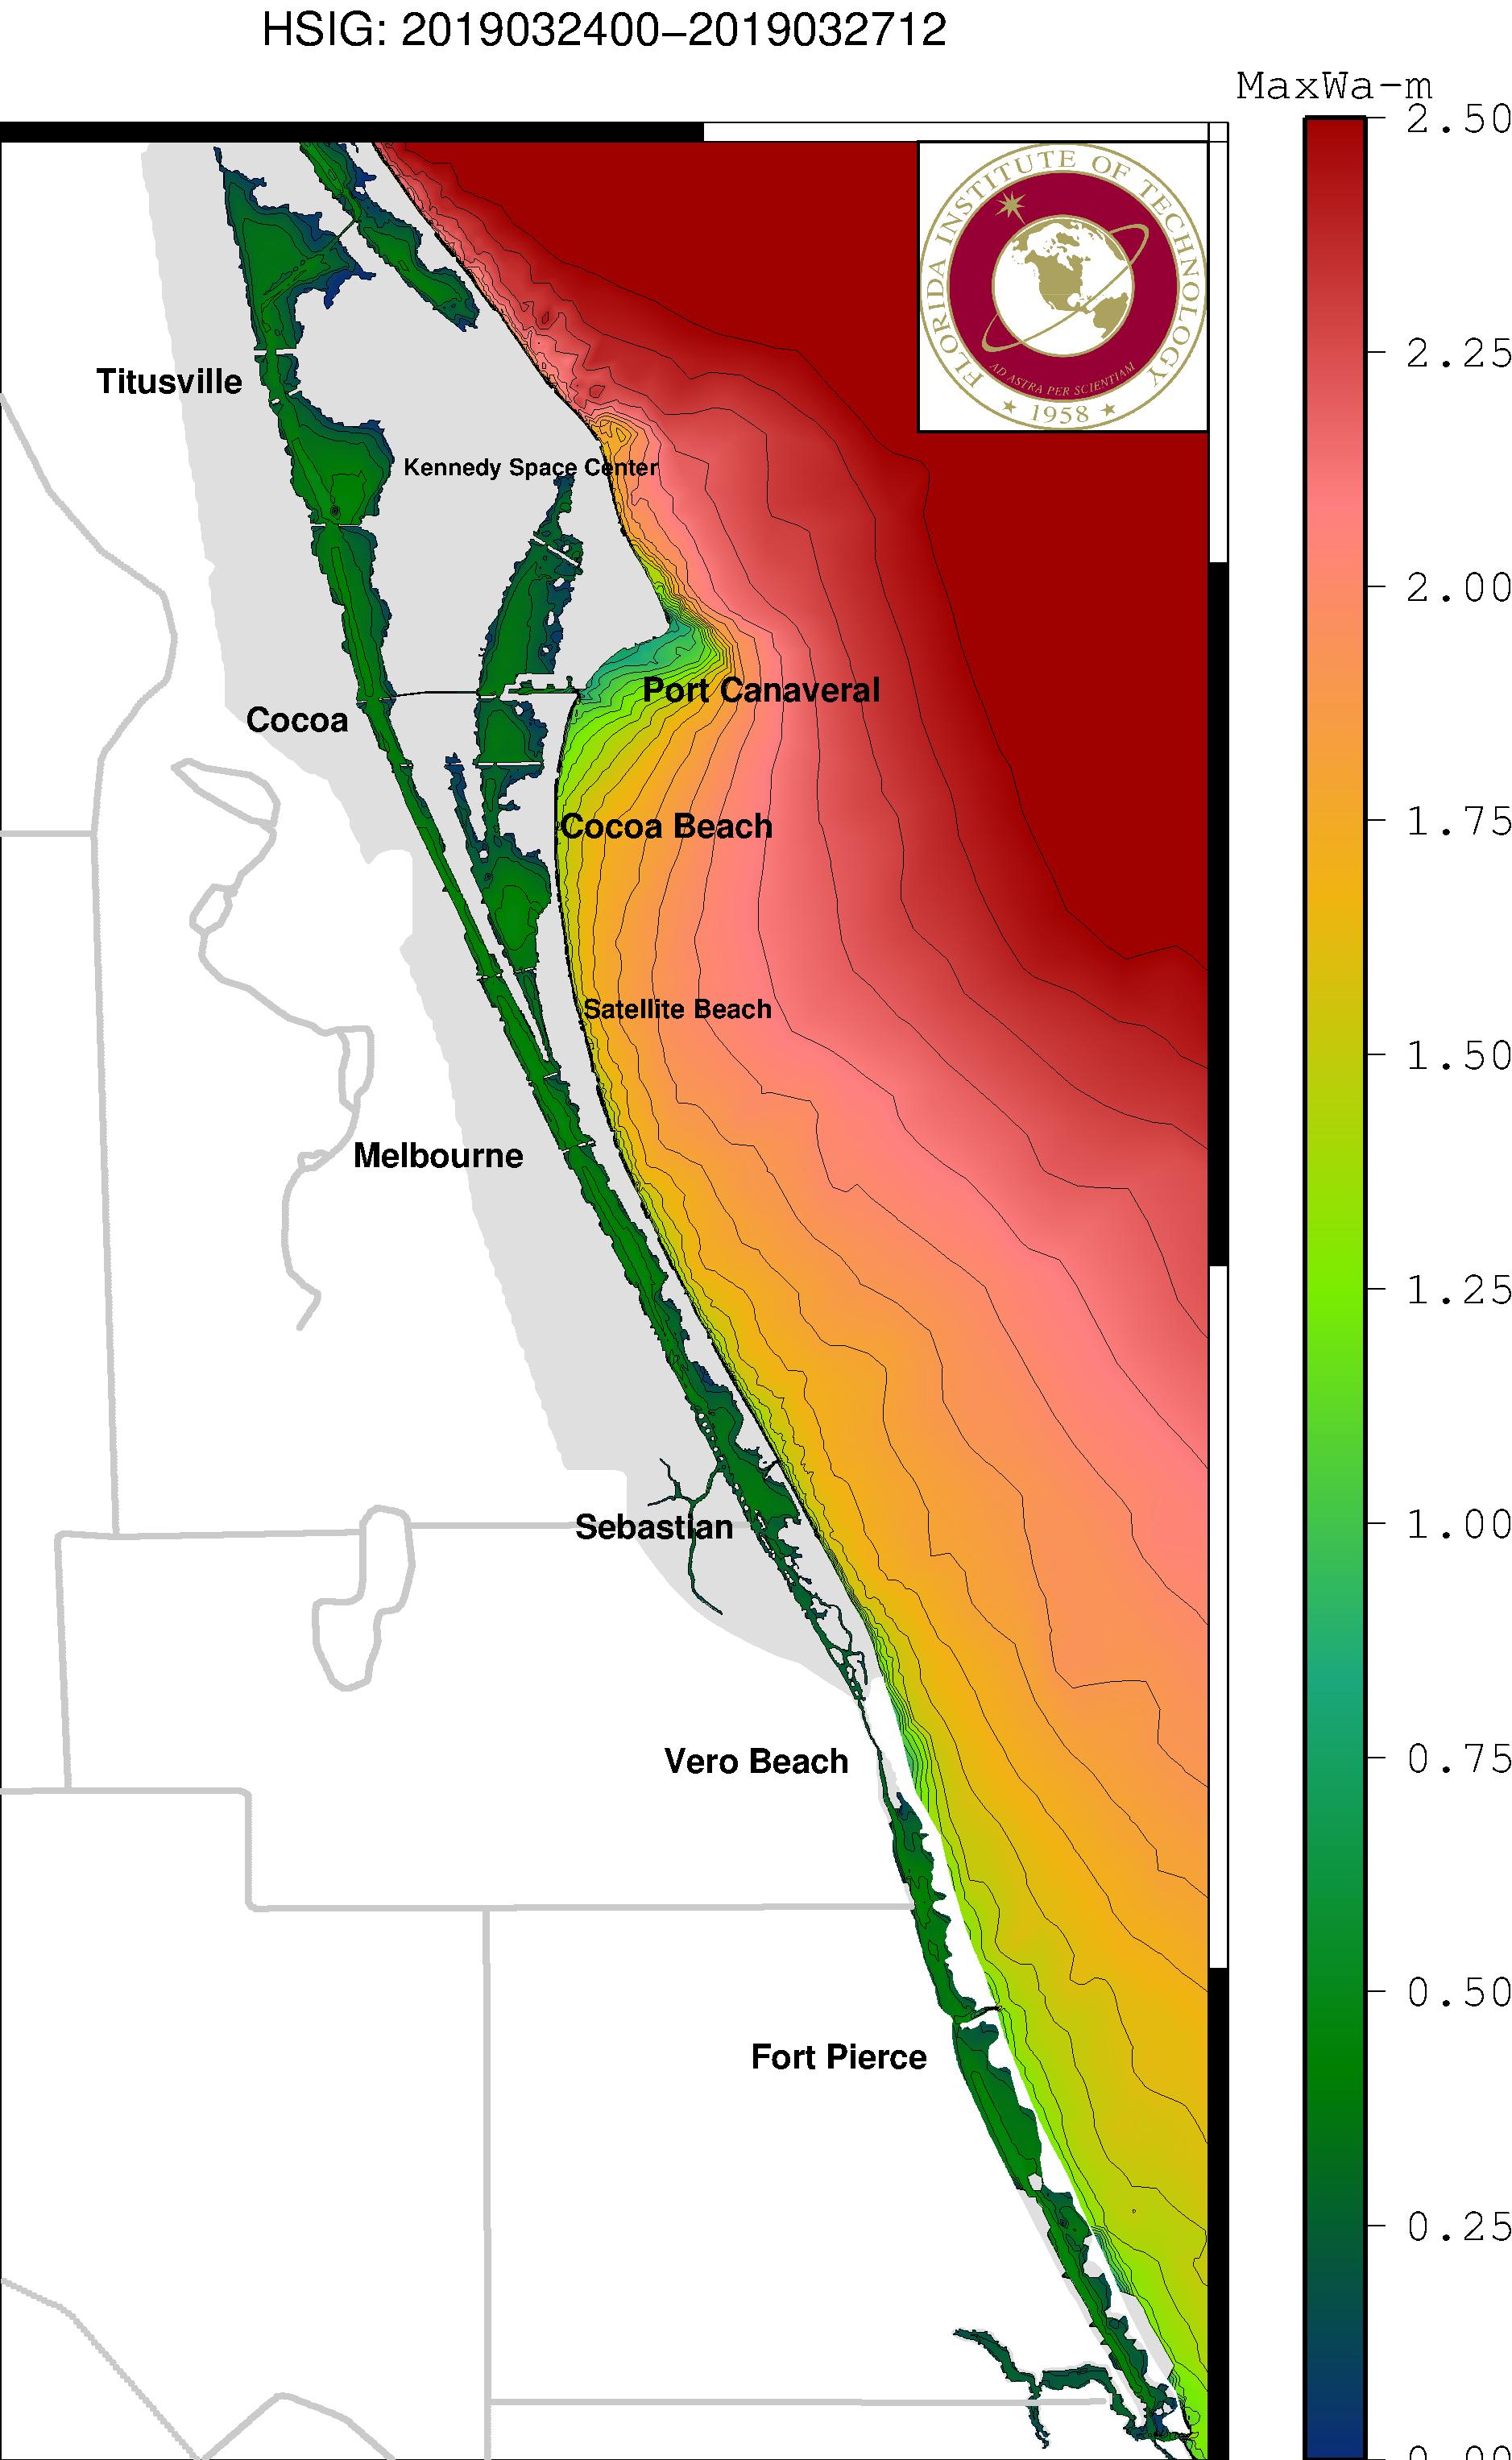 HSIG: 2019032400–2019032712
MaxWa-m
2.50
2.25
2.00
1.75
1.50
1.25
1.00
0.75
0.50
0.25
0.00
FLORIDA INSTITUTE OF TECHNOLOGY
AD ASTRA PER SCIENTIAM
★ 1958 ★
Titusville
Kennedy Space Center
Port Canaveral
Cocoa
Cocoa Beach
Satellite Beach
Melbourne
Sebastian
Vero Beach
Fort Pierce